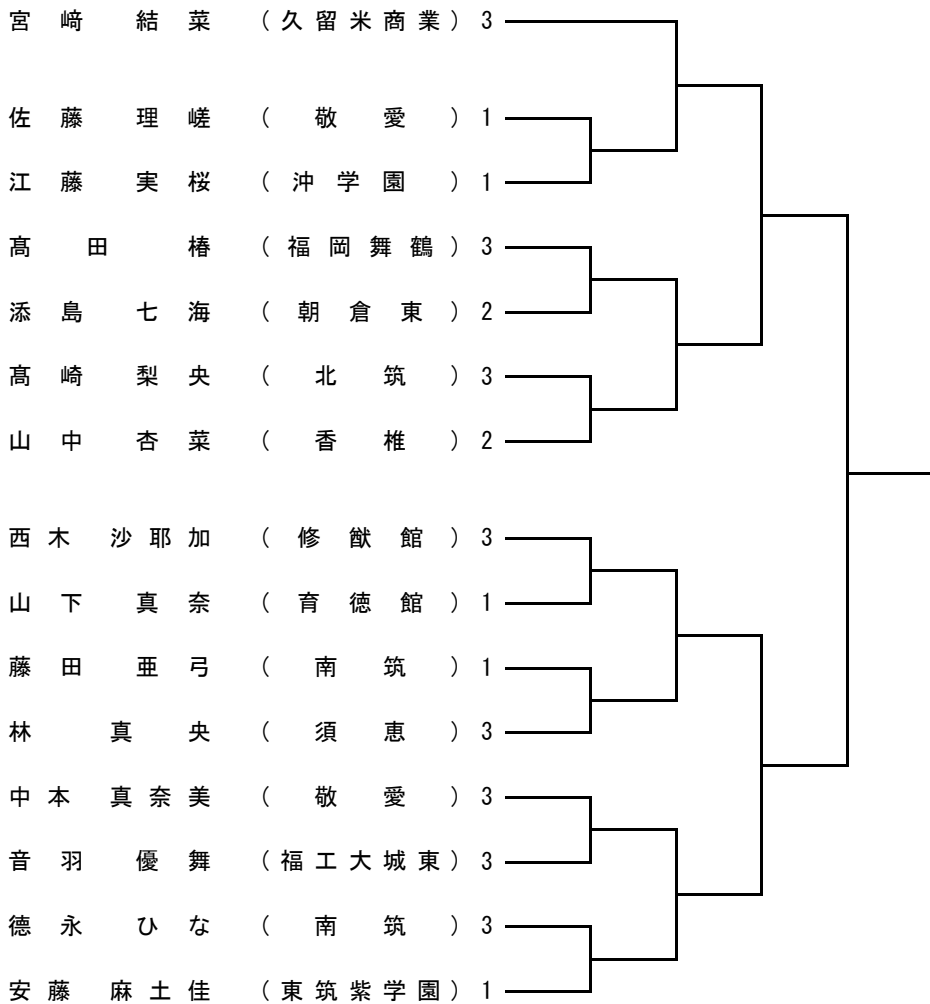 宮﨑 結菜 (久留米商業) 3
佐藤 理嵯 (敬愛) 1
江藤 実桜 (沖学園) 1
髙田 椿 (福岡舞鶴) 3
添島 七海 (朝倉東) 2
髙崎 梨央 (北筑) 3
山中 杏菜 (香椎) 2
西木 沙耶加 (修猷館) 3
山下 真奈 (育徳館) 1
藤田 亜弓 (南筑) 1
林 真央 (須恵) 3
中本 真奈美 (敬愛) 3
音羽 優舞 (福工大城東) 3
德永 ひな (南筑) 3
安藤 麻土佳 (東筑紫学園) 1